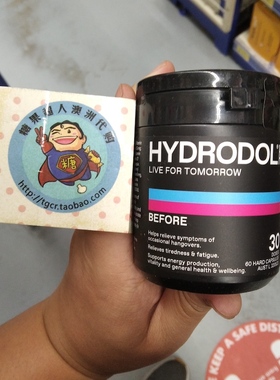 糖果超人澳洲代购
糖
http://tgcr.taobao.com
HYDRODOL
LIVE FOR TOMORROW
BEFORE
Helps relieve symptoms of
occasional hangovers.
Relieves tiredness & fatigue.
Supports energy production,
vitality and general health & wellbeing.
30
60 HARD CAPSULES
KEEP A SAFE DIST